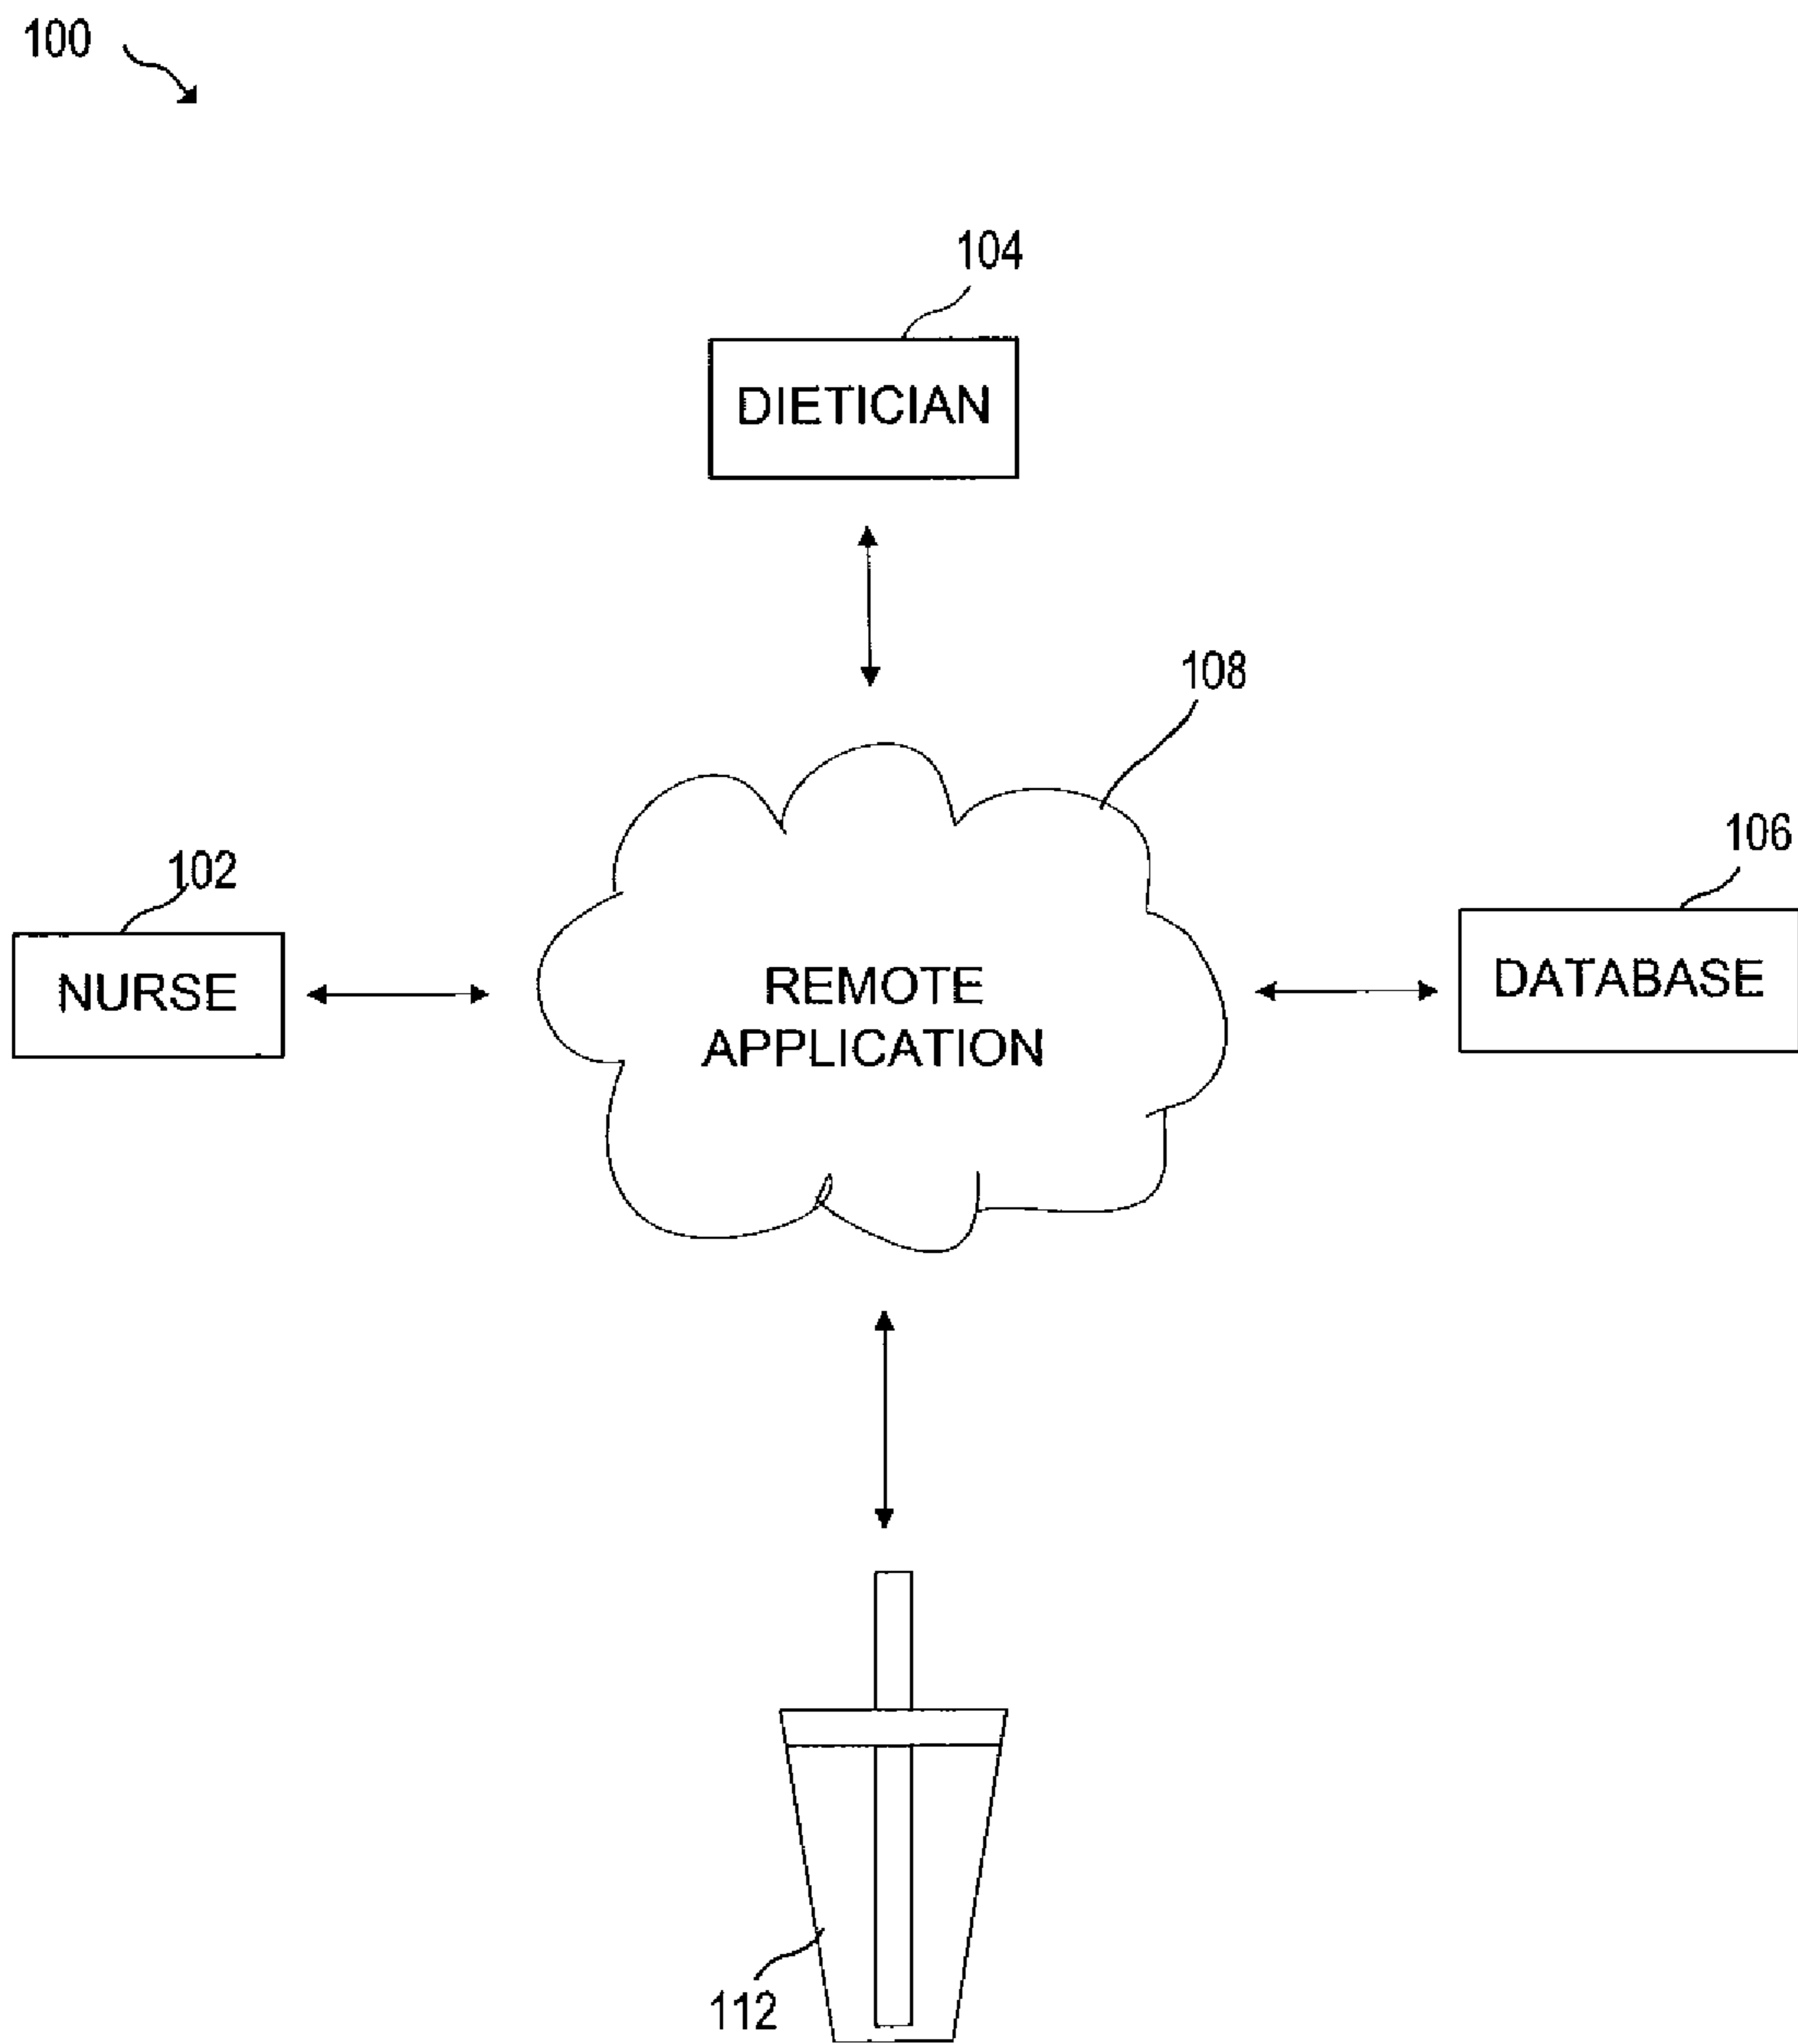 100
104
DIETICIAN
108
102
106
NURSE
REMOTE
APPLICATION
DATABASE
112